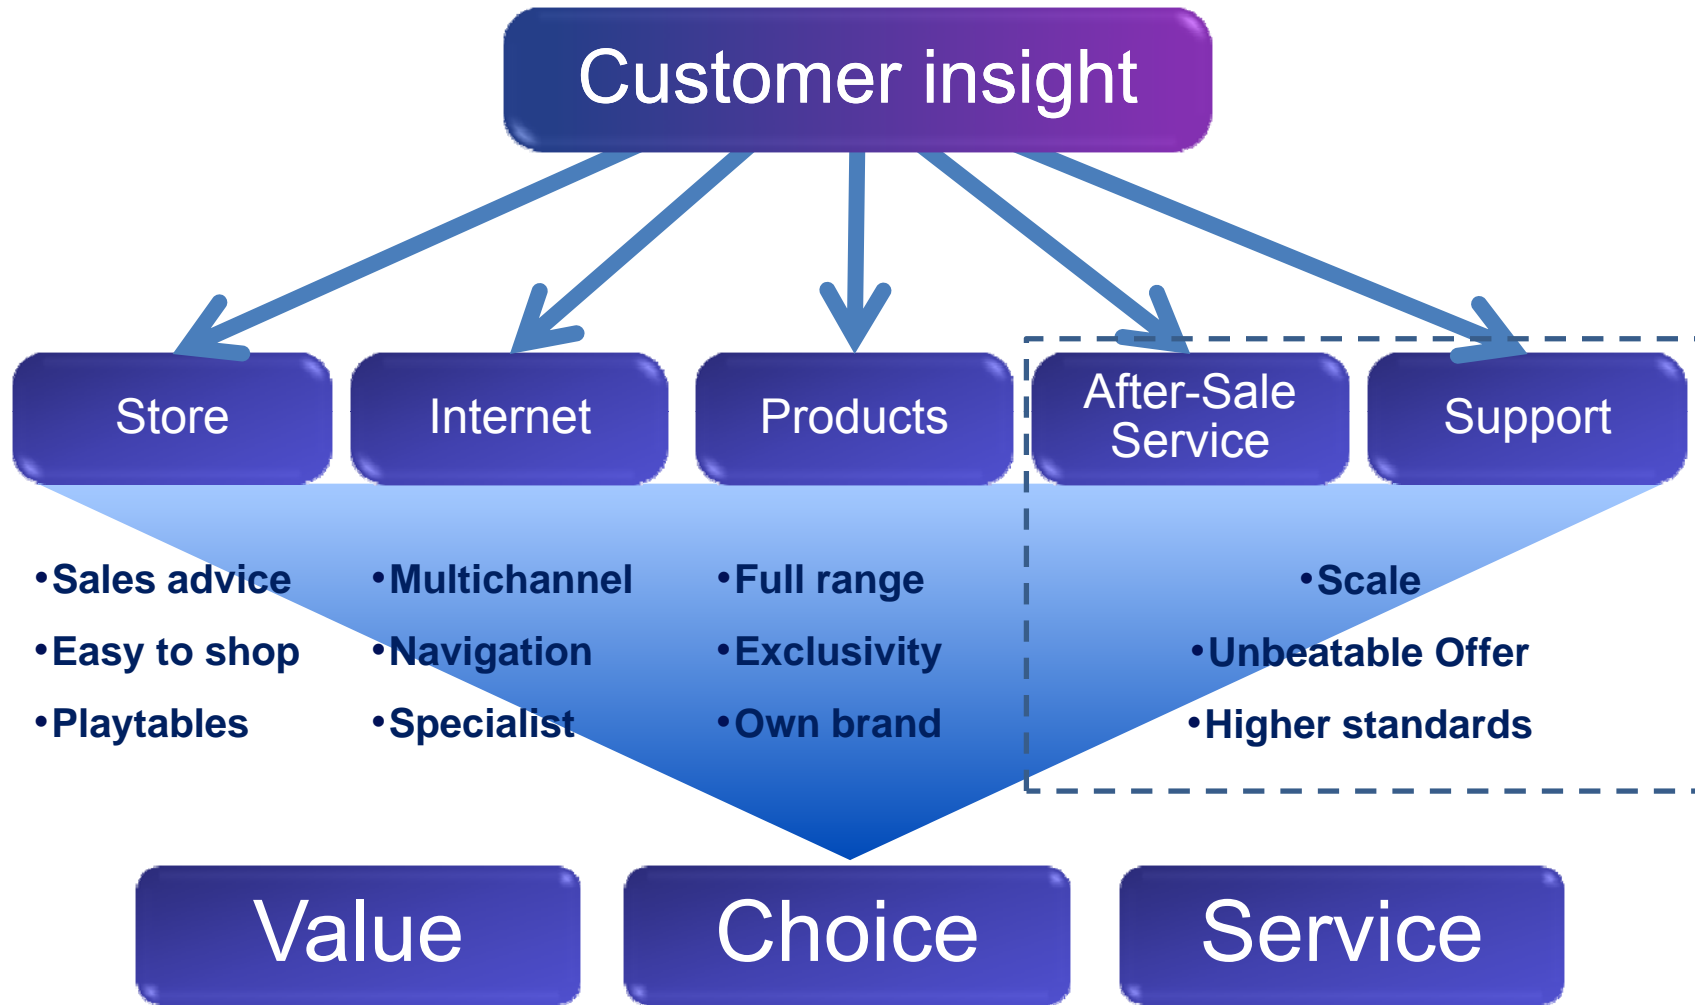 Customer insight
Store
Internet
Products
After-Sale
Service
Support
•Sales advice
•Easy to shop
•Playtables
•Multichannel
•Navigation
•Specialist
•Full range
•Exclusivity
•Own brand
•Scale
•Unbeatable Offer
•Higher standards
Value
Choice
Service